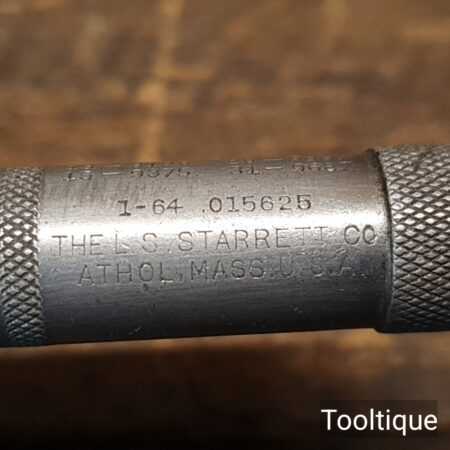 1-64 .015625
THE L.S. STARRETT CO
ATHOL, MASS. U.S.A.
Tooltique